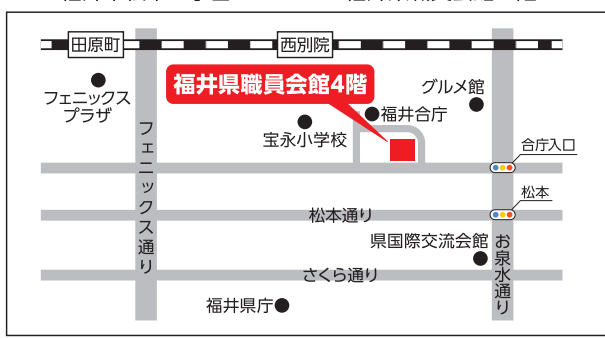 田原町
西別院
福井県職員会館4階
グルメ館
フェニックス
プラザ
福井合庁
宝永小学校
合庁入口
フェニックス通り
松本
松本通り
県国際交流会館
お泉水通り
さくら通り
福井県庁